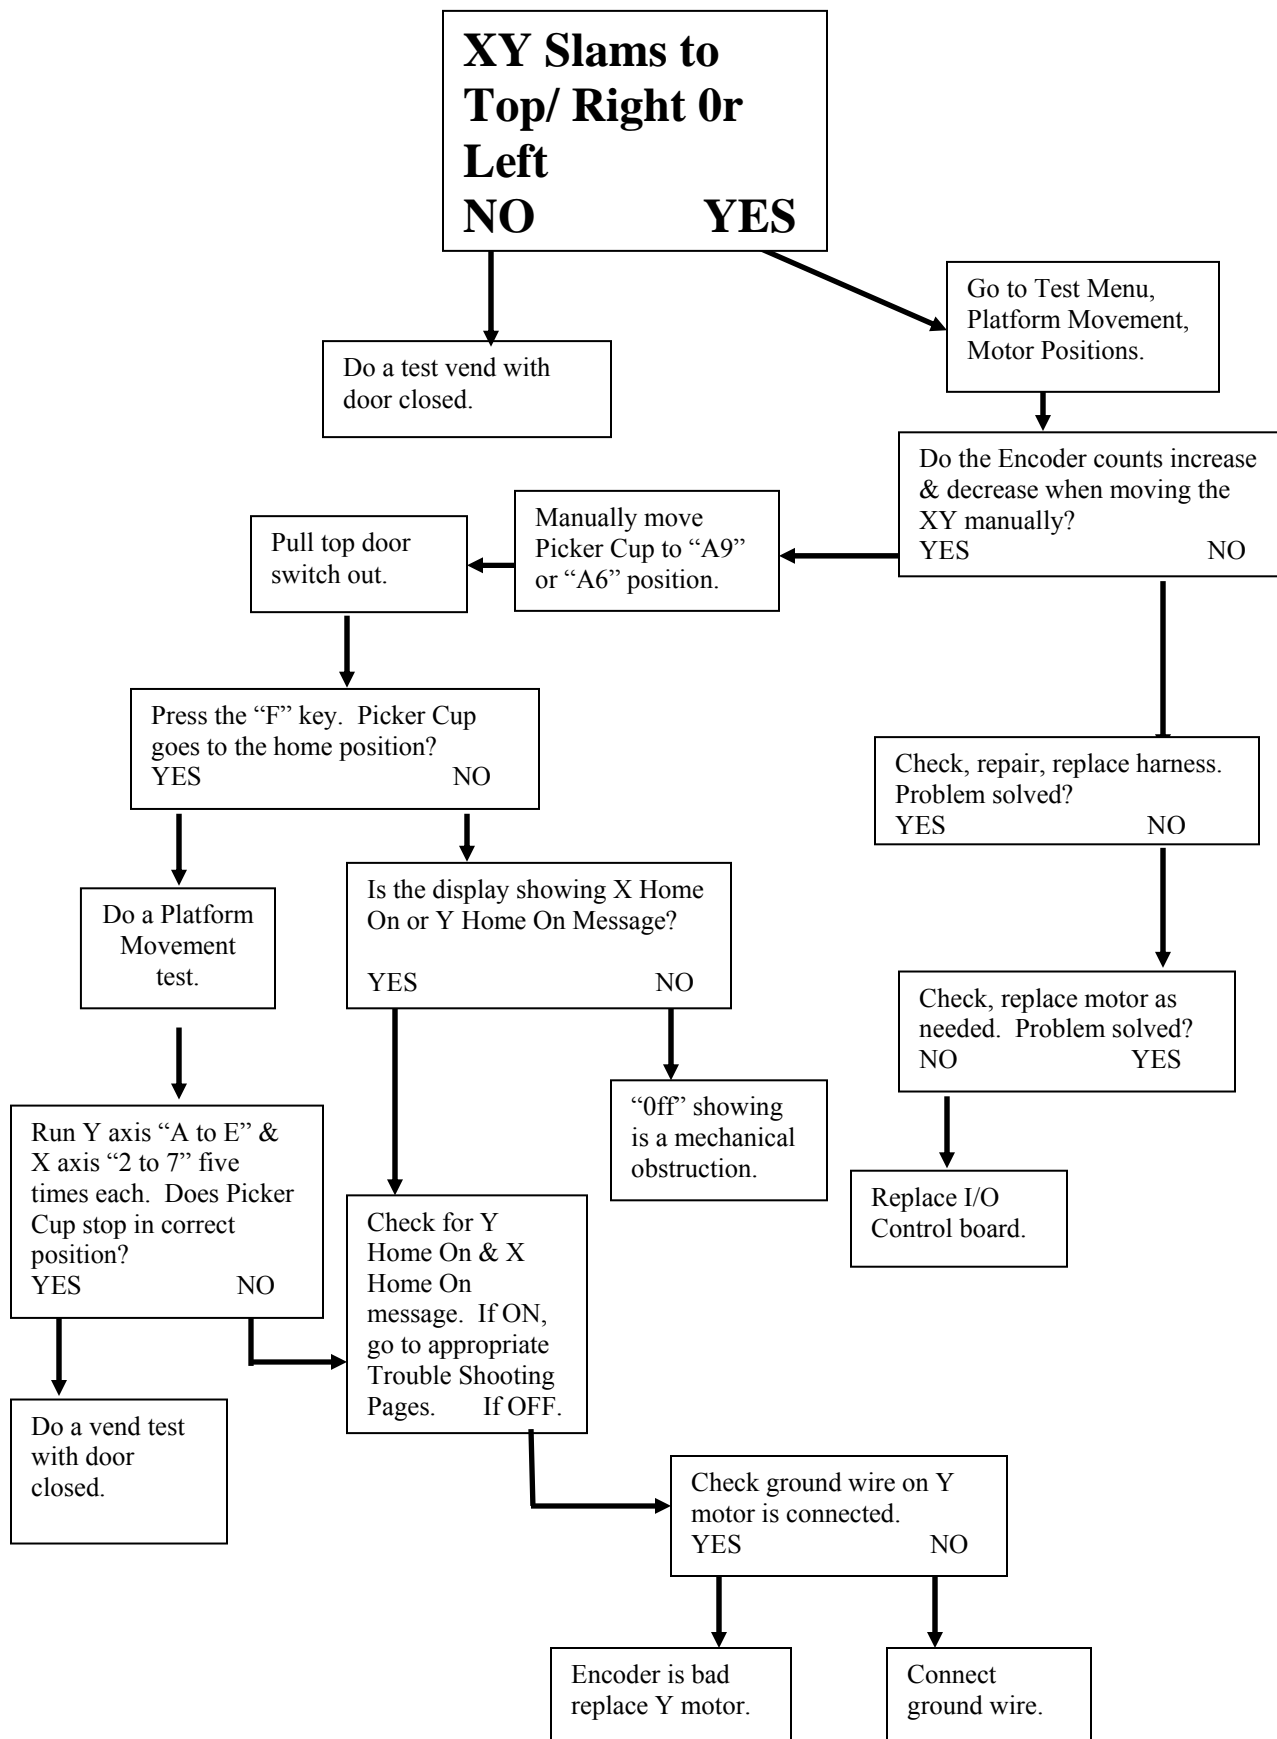 XY Slams to
Top/ Right 0r
Left
NO YES
Go to Test Menu,
Platform Movement,
Motor Positions.
Do a test vend with
door closed.
Do the Encoder counts increase
& decrease when moving the
XY manually?
YES NO
Manually move
Picker Cup to “A9”
or “A6” position.
Pull top door
switch out.
Press the “F” key.  Picker Cup
goes to the home position?
YES NO
Check, repair, replace harness.
Problem solved?
YES NO
Is the display showing X Home
On or Y Home On Message?
YES NO
Do a Platform
Movement
test.
Check, replace motor as
needed.  Problem solved?
NO YES
“0ff” showing
is a mechanical
obstruction.
Run Y axis “A to E” &
X axis “2 to 7” five
times each.  Does Picker
Cup stop in correct
position?
YES NO
Replace I/O
Control board.
Check for Y
Home On & X
Home On
message.  If ON,
go to appropriate
Trouble Shooting
Pages. If OFF.
Do a vend test
with door
closed.
Check ground wire on Y
motor is connected.
YES NO
Encoder is bad
replace Y motor.
Connect
ground wire.